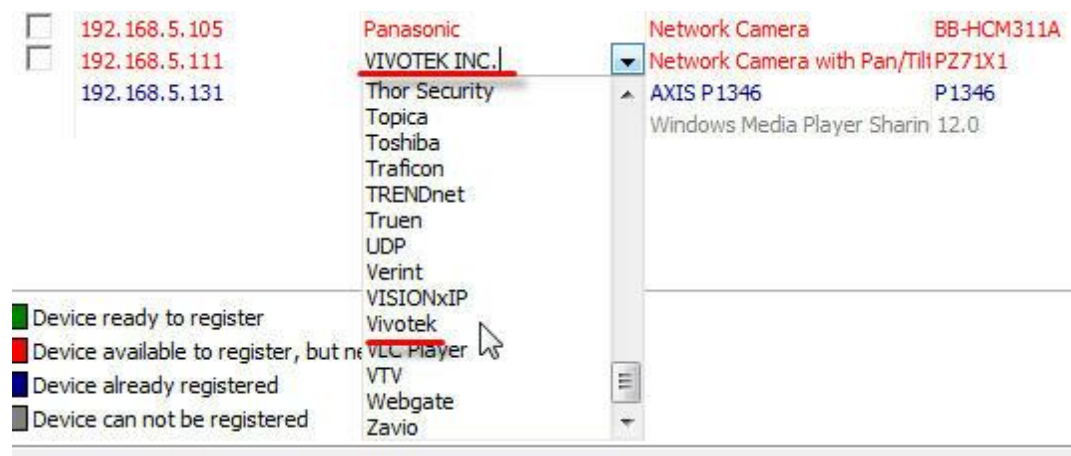 192.168.5.105 Panasonic Network Camera BB-HCM311A
192.168.5.111 VIVOTEK INC. Network Camera with Pan/Tilt PZ71X1
192.168.5.131 Thor Security AXIS P1346 P1346
Topica Windows Media Player Sharin 12.0
Toshiba
Traficon
TRENDnet
Truen
UDP
Verint
VISIONxIP
Device ready to register Vivotek
Device available to register, but ne VLC Player
Device already registered VTV
Webgate
Device can not be registered Zavio